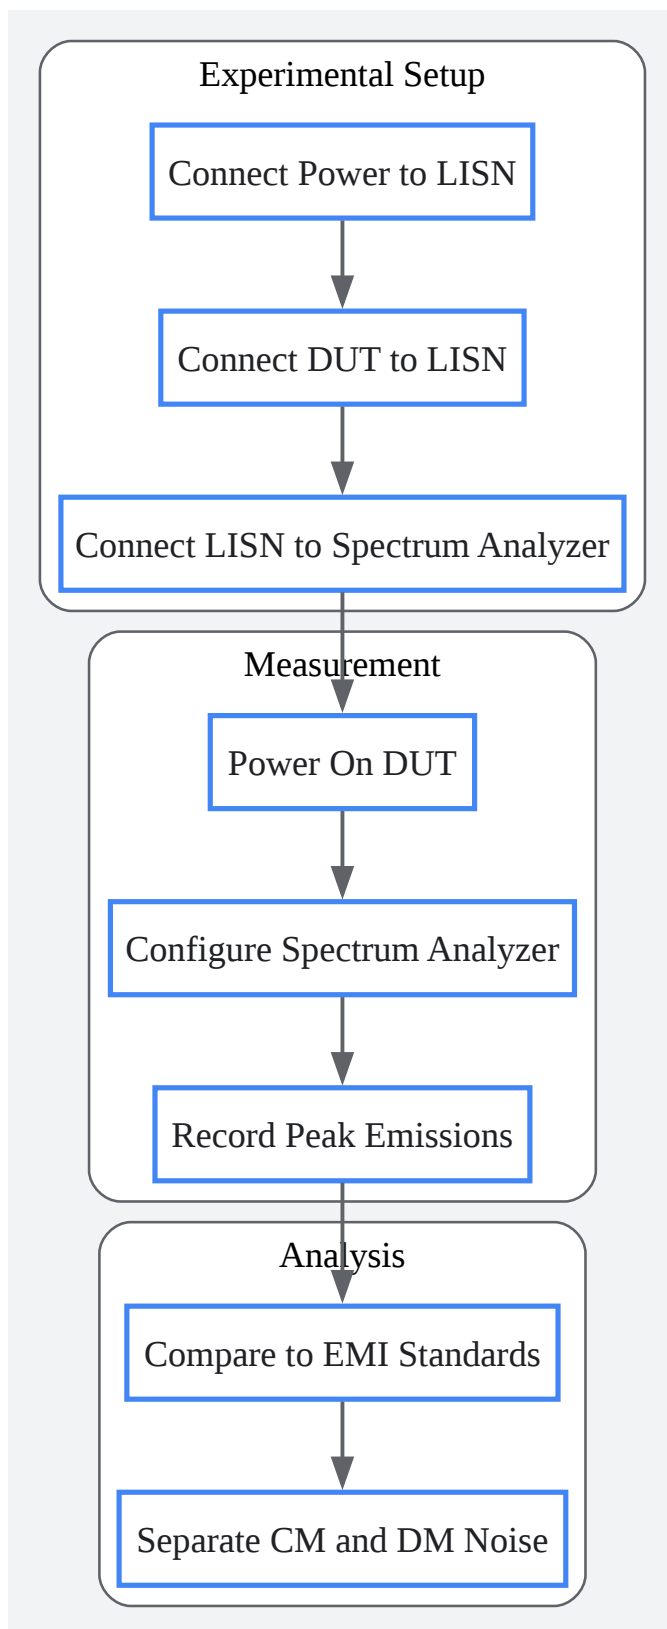 Experimental Setup
Connect Power to LISN
Connect DUT to LISN
Connect LISN to Spectrum Analyzer
Measurement
Power On DUT
Configure Spectrum Analyzer
Record Peak Emissions
Analysis
Compare to EMI Standards
Separate CM and DM Noise